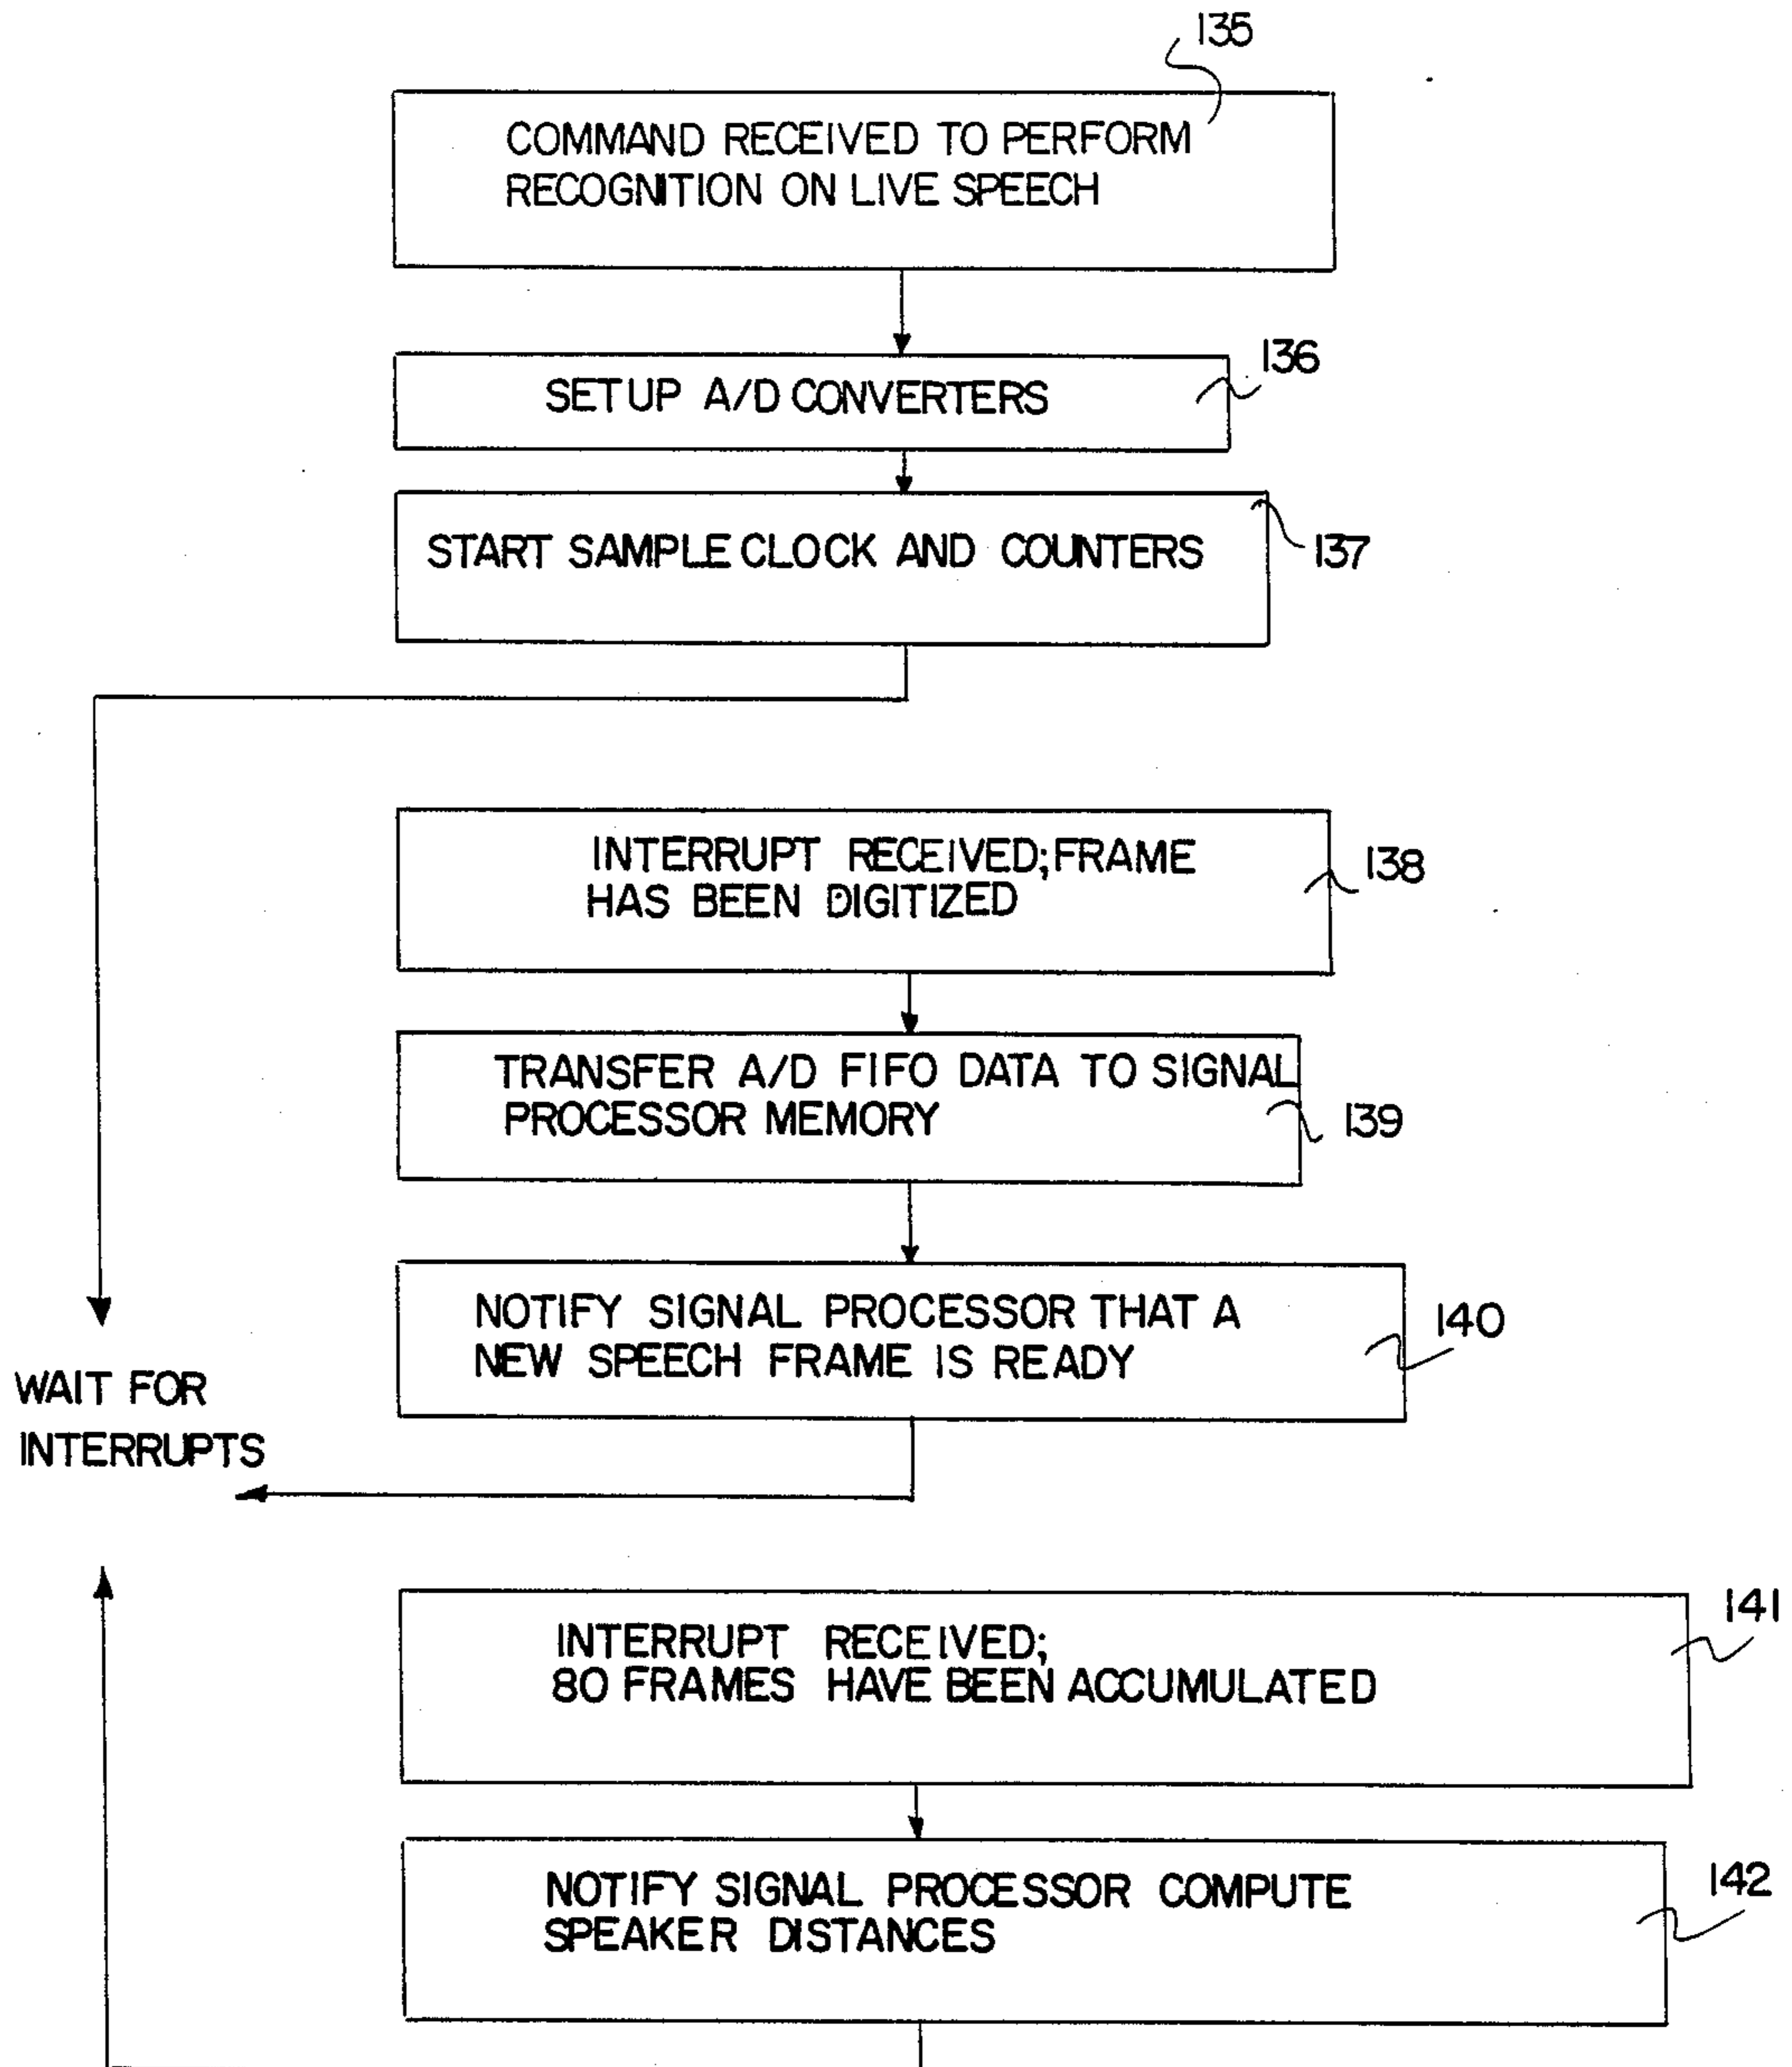 135
COMMAND RECEIVED TO PERFORM
RECOGNITION ON LIVE SPEECH
136
SETUP A/D CONVERTERS
137
START SAMPLE CLOCK AND COUNTERS
138
INTERRUPT RECEIVED; FRAME
HAS BEEN DIGITIZED
TRANSFER A/D FIFO DATA TO SIGNAL
PROCESSOR MEMORY
139
NOTIFY SIGNAL PROCESSOR THAT A
NEW SPEECH FRAME IS READY
140
WAIT FOR
INTERRUPTS
141
INTERRUPT RECEIVED;
80 FRAMES HAVE BEEN ACCUMULATED
142
NOTIFY SIGNAL PROCESSOR COMPUTE
SPEAKER DISTANCES